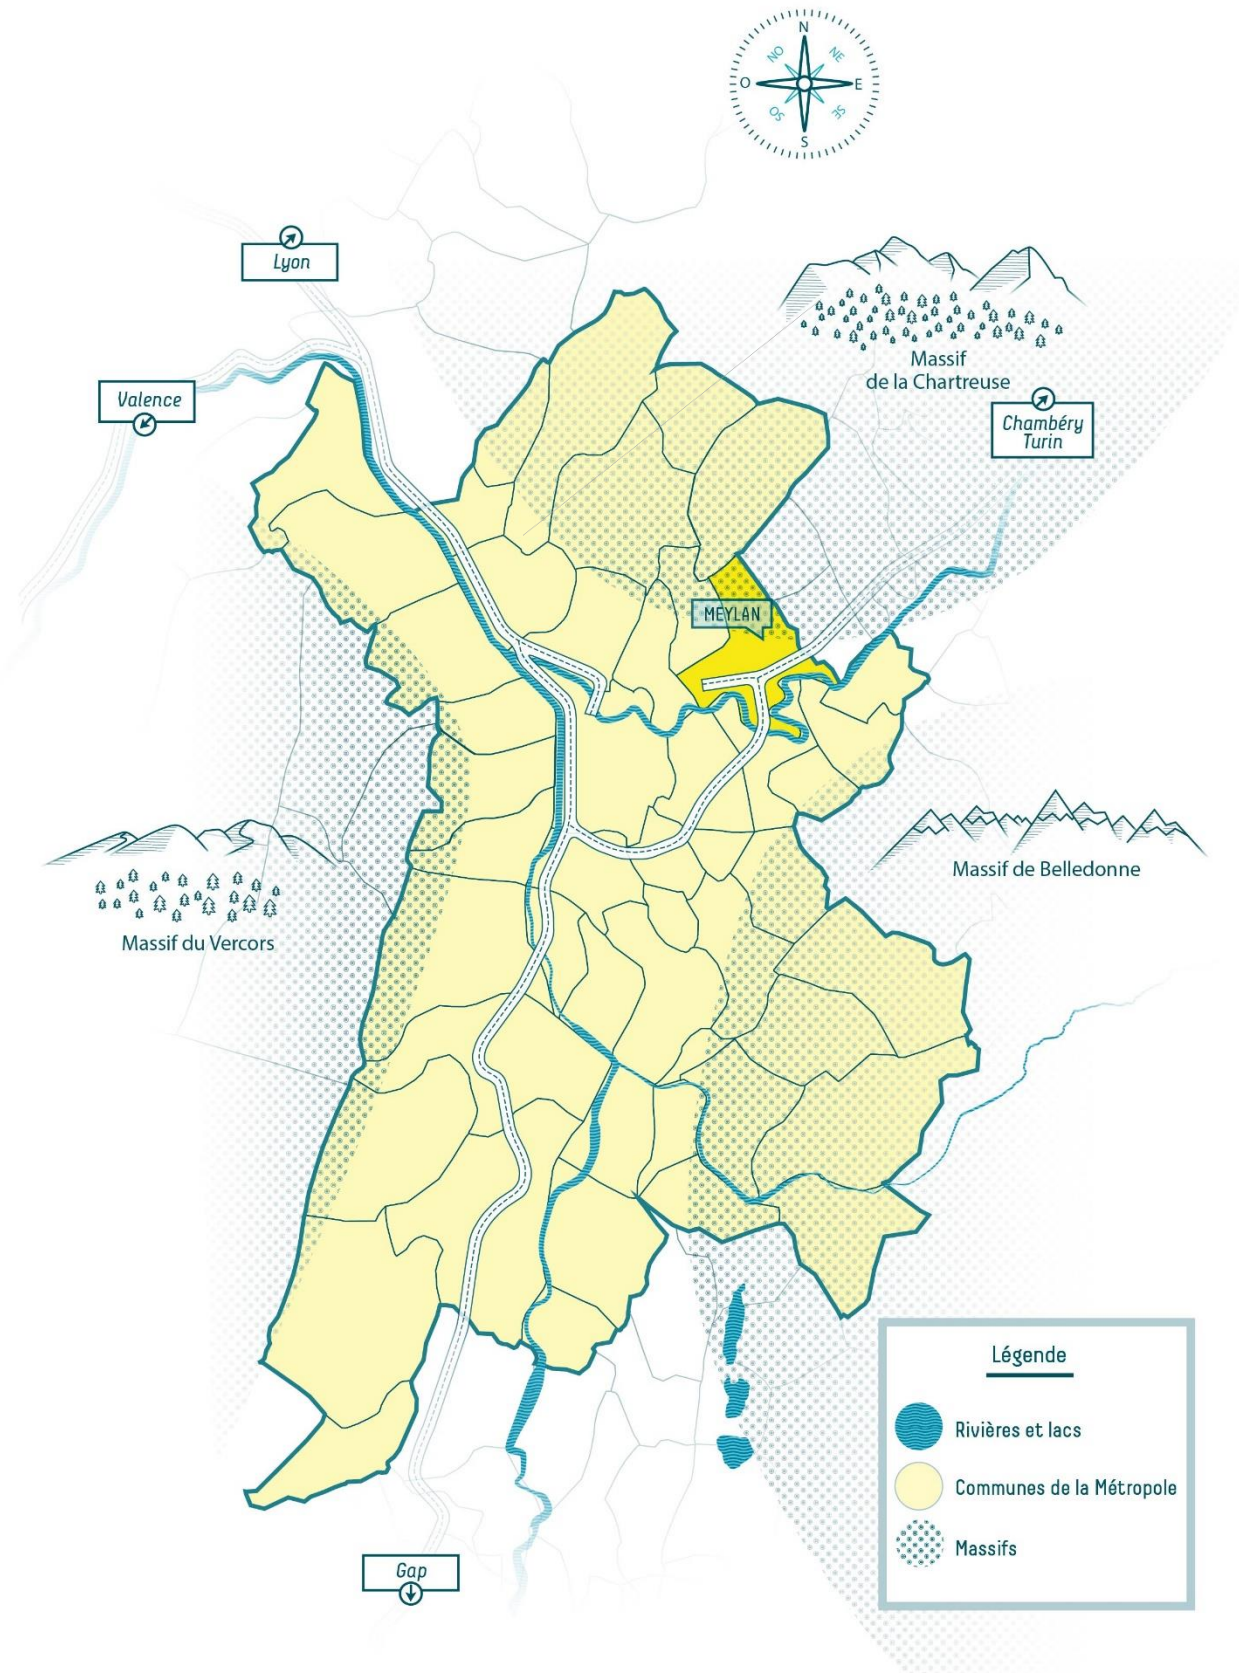 N
NO
NE
O
E
SO
SE
S
Lyon
Massif
de la Chartreuse
Valence
Chambéry
Turin
MEYLAN
Massif de Belledonne
Massif du Vercors
Légende
Rivières et lacs
Communes de la Métropole
Massifs
Gap